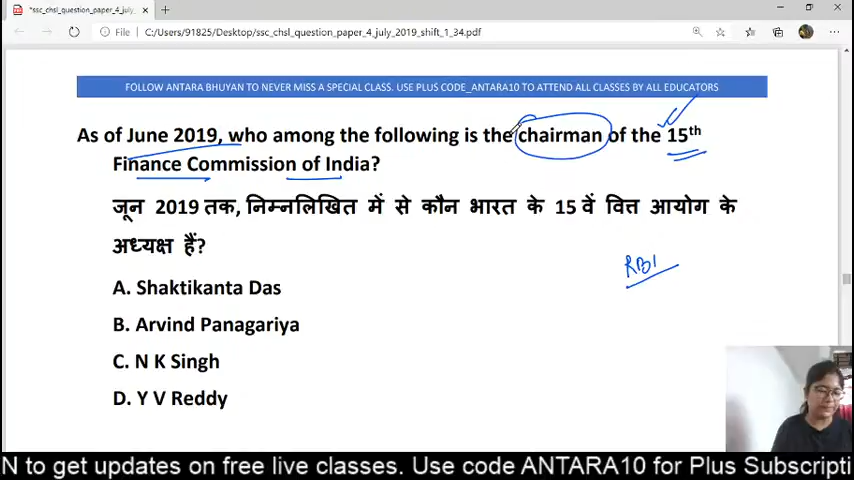 *ssc_chsl_question_paper_4_july_
File
C:/Users/91825/Desktop/ssc_chsl_question_paper_4_july_2019_shift_1_34.pdf
FOLLOW ANTARA BHUYAN TO NEVER MISS A SPECIAL CLASS. USE PLUS CODE_ANTARA10 TO ATTEND ALL CLASSES BY ALL EDUCATORS
As of June 2019, who among the following is the chairman of the 15th
Finance Commission of India?
जून 2019 तक, निम्नलिखित में से कौन भारत के 15 वें वित्त आयोग के
अध्यक्ष हैं?
RBI
A. Shaktikanta Das
B. Arvind Panagariya
C. N K Singh
D. Y V Reddy
N to get updates on free live classes. Use code ANTARA10 for Plus Subscripti